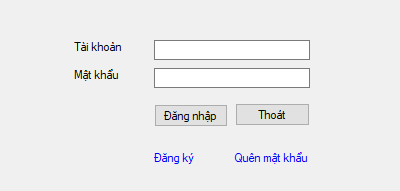 Tài khoản
Mật khẩu
Đăng nhập Thoát
Đăng ký Quên mật khẩu